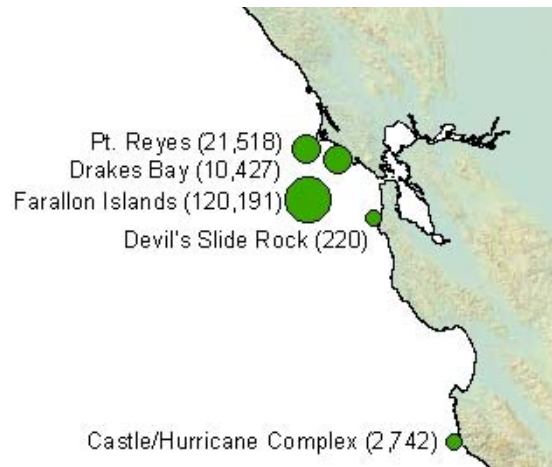 Pt. Reyes (21,518)
Drakes Bay (10,427)
Farallon Islands (120,191)
Devil's Slide Rock (220)
Castle/Hurricane Complex (2,742)